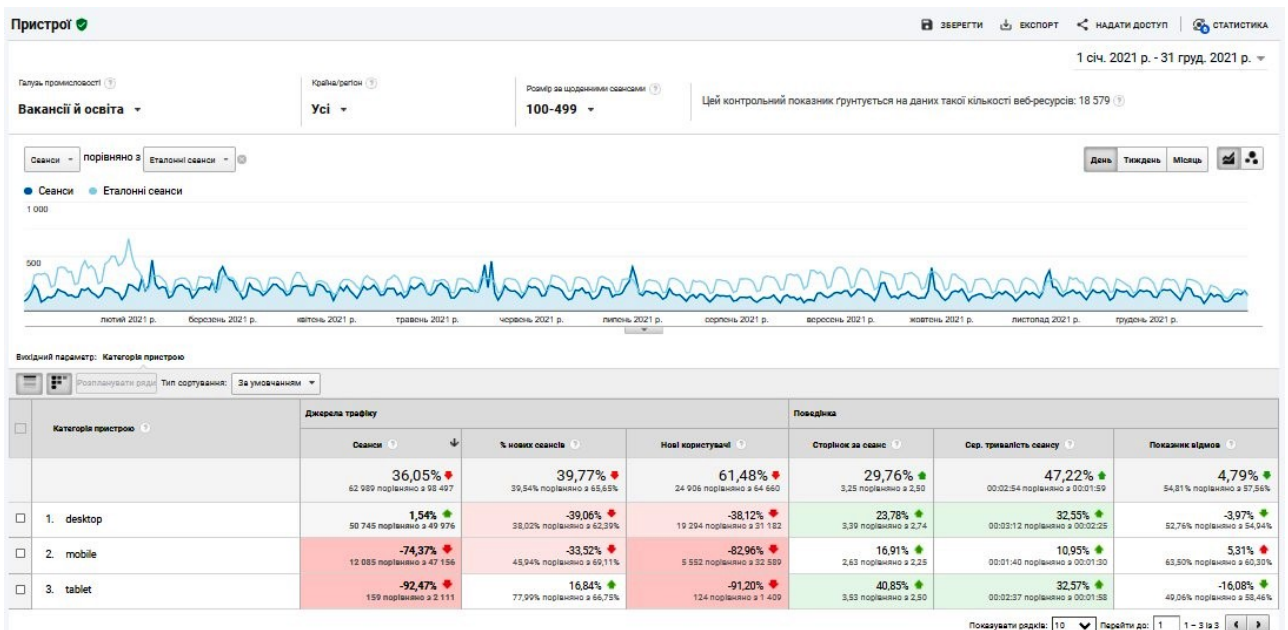 Пристрої
ЗБЕРЕГТИ ЕКСПОРТ НАДАТИ ДОСТУП СТАТИСТИКА
1 січ. 2021 р. - 31 груд. 2021 р.
Галузь промисловості ? Країна/регіон ? Розмір за щоденними сеансами ?
Вакансії й освіта Усі 100-499 Цей контрольний показник ґрунтується на даних такої кількості веб-ресурсів: 18 579 ?
Сеанси порівняно з Еталонні сеанси День Тиждень Місяць
Сеанси Еталонні сеанси
1 000
500
лютий 2021 р. березень 2021 р. квітень 2021 р. травень 2021 р. червень 2021 р. липень 2021 р. серпень 2021 р. вересень 2021 р. жовтень 2021 р. листопад 2021 р. грудень 2021 р.
Вихідний параметр: Категорія пристрою
Розпланувати ряди Тип сортування: За умовчанням
Джерела трафіку Поведінка
Категорія пристрою ? Сеанси ? % нових сеансів ? Нові користувачі ? Сторінок за сеанс ? Сер. тривалість сеансу ? Показник відмов ?
36,05% 39,77% 61,48% 29,76% 47,22% 4,79%
62 989 порівняно з 98 497 39,54% порівняно з 65,65% 24 906 порівняно з 64 660 3,25 порівняно з 2,50 00:02:54 порівняно з 00:01:59 54,81% порівняно з 57,56%
1. desktop 1,54% -39,06% -38,12% 23,78% 32,55% -3,97%
50 745 порівняно з 49 976 38,02% порівняно з 62,39% 19 294 порівняно з 31 182 3,39 порівняно з 2,74 00:03:12 порівняно з 00:02:25 52,76% порівняно з 54,94%
2. mobile -74,37% -33,52% -82,96% 16,91% 10,95% 5,31%
12 085 порівняно з 47 156 45,94% порівняно з 69,11% 5 552 порівняно з 32 589 2,63 порівняно з 2,25 00:01:40 порівняно з 00:01:30 63,50% порівняно з 60,30%
3. tablet -92,47% 16,84% -91,20% 40,85% 32,57% -16,08%
159 порівняно з 2 111 77,99% порівняно з 66,75% 124 порівняно з 1 409 3,53 порівняно з 2,50 00:02:37 порівняно з 00:01:58 49,06% порівняно з 58,46%
Показувати рядків: 10 Перейти до: 1 1 – 3 із 3